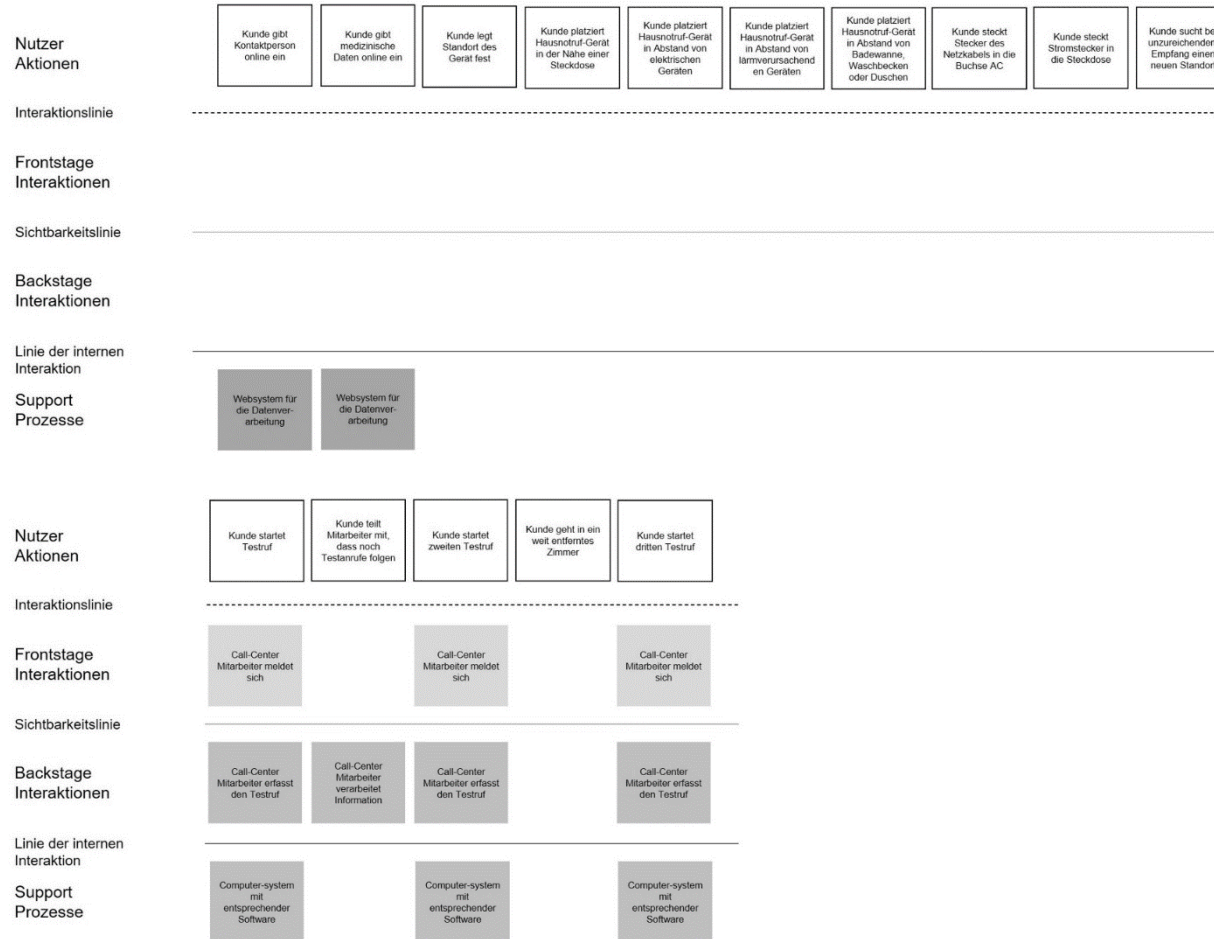 Nutzer
Aktionen
Kunde gibt
Kontaktperson
online ein
Kunde gibt
medizinische
Daten online ein
Kunde legt
Standort des
Gerät fest
Kunde platziert
Hausnotruf-Gerät
in der Nähe einer
Steckdose
Kunde platziert
Hausnotruf-Gerät
in Abstand von
elektrischen
Geräten
Kunde platziert
Hausnotruf-Gerät
in Abstand von
lärmverursachend
en Geräten
Kunde platziert
Hausnotruf-Gerät
in Abstand von
Badewanne,
Waschbecken
oder Duschen
Kunde steckt
Stecker des
Netzkabels in die
Buchse AC
Kunde steckt
Stromstecker in
die Steckdose
Kunde sucht be
unzureichender
Empfang einen
neuen Standort
Interaktionslinie
Frontstage
Interaktionen
Sichtbarkeitslinie
Backstage
Interaktionen
Linie der internen
Interaktion
Support
Prozesse
Websystem für
die Datenver-
arbeitung
Websystem für
die Datenver-
arbeitung
Nutzer
Aktionen
Kunde startet
Testruf
Kunde teilt
Mitarbeiter mit,
dass noch
Testanrufe folgen
Kunde startet
zweiten Testruf
Kunde geht in ein
weit entferntes
Zimmer
Kunde startet
dritten Testruf
Interaktionslinie
Frontstage
Interaktionen
Call-Center
Mitarbeiter meldet
sich
Call-Center
Mitarbeiter meldet
sich
Call-Center
Mitarbeiter meldet
sich
Sichtbarkeitslinie
Backstage
Interaktionen
Call-Center
Mitarbeiter erfasst
den Testruf
Call-Center
Mitarbeiter
verarbeitet
Information
Call-Center
Mitarbeiter erfasst
den Testruf
Call-Center
Mitarbeiter erfasst
den Testruf
Linie der internen
Interaktion
Support
Prozesse
Computer-system
mit
entsprechender
Software
Computer-system
mit
entsprechender
Software
Computer-system
mit
entsprechender
Software